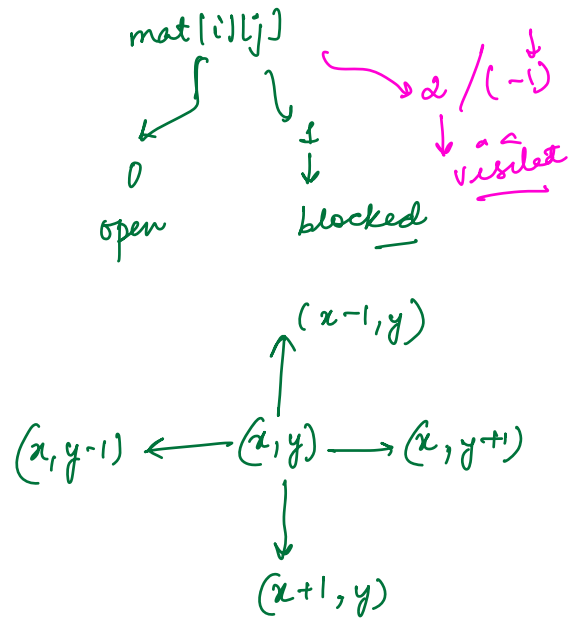 mat[i][j]
2 / (-1)
0
1
visited
open
blocked
(x-1, y)
(x, y-1)
(x, y)
(x, y+1)
(x+1, y)